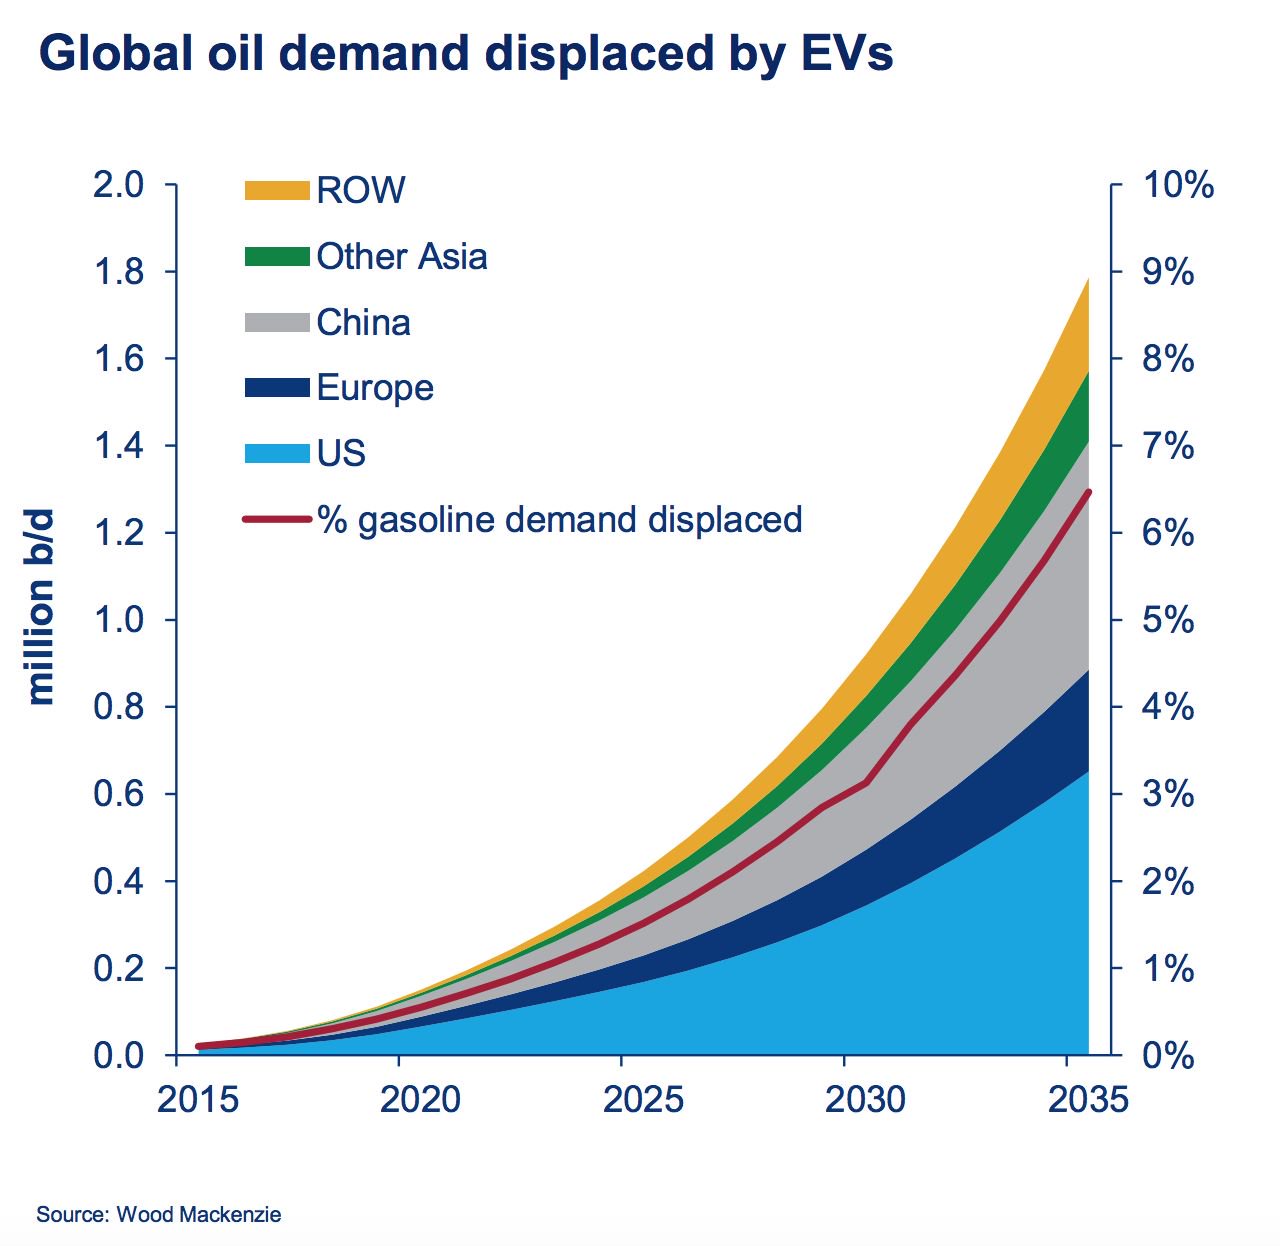 Global oil demand displaced by EVs
ROW
Other Asia
China
Europe
US
% gasoline demand displaced
million b/d
2.0
1.8
1.6
1.4
1.2
1.0
0.8
0.6
0.4
0.2
0.0
10%
9%
8%
7%
6%
5%
4%
3%
2%
1%
0%
2015 2020 2025 2030 2035
Source: Wood Mackenzie